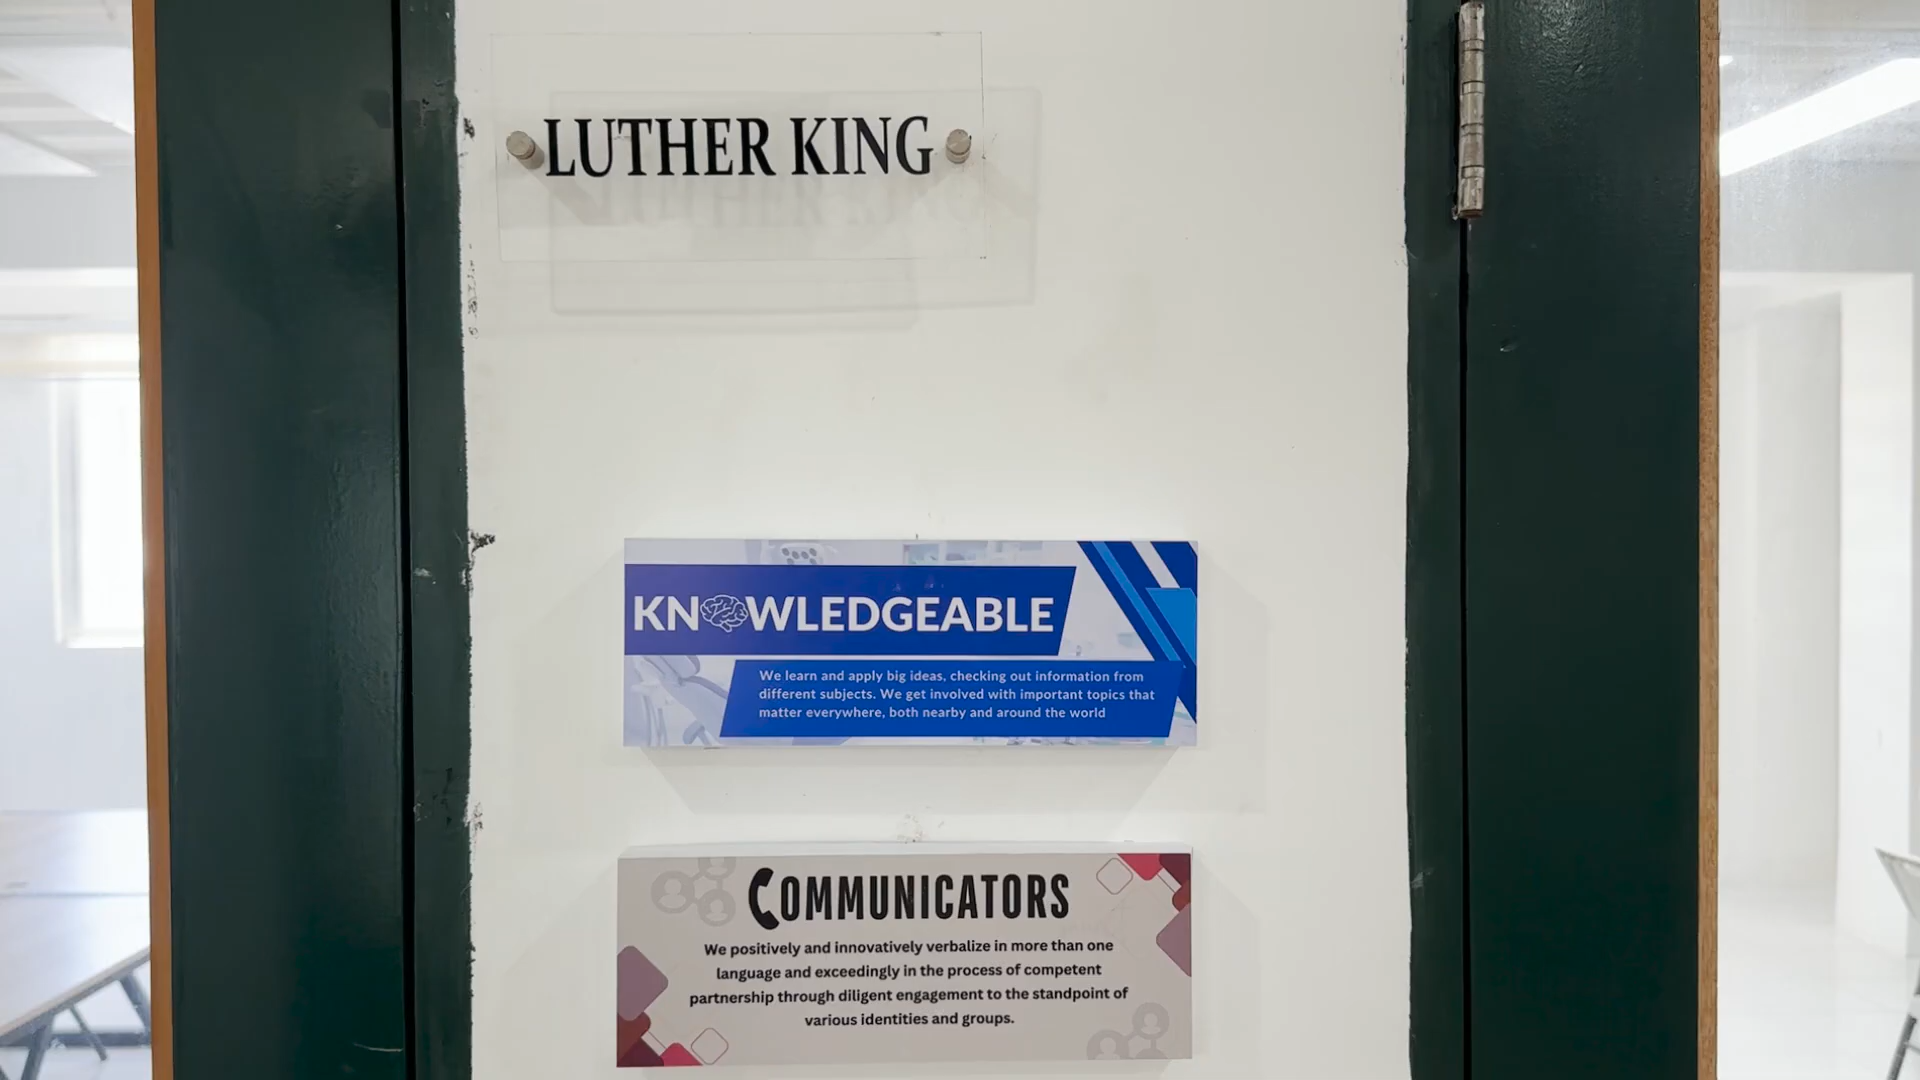 LUTHER KING
KNOWLEDGEABLE
We learn and apply big ideas, checking out information from
different subjects. We get involved with important topics that
matter everywhere, both nearby and around the world
COMMUNICATORS
We positively and innovatively verbalize in more than one
language and exceedingly in the process of competent
partnership through diligent engagement to the standpoint of
various identities and groups.